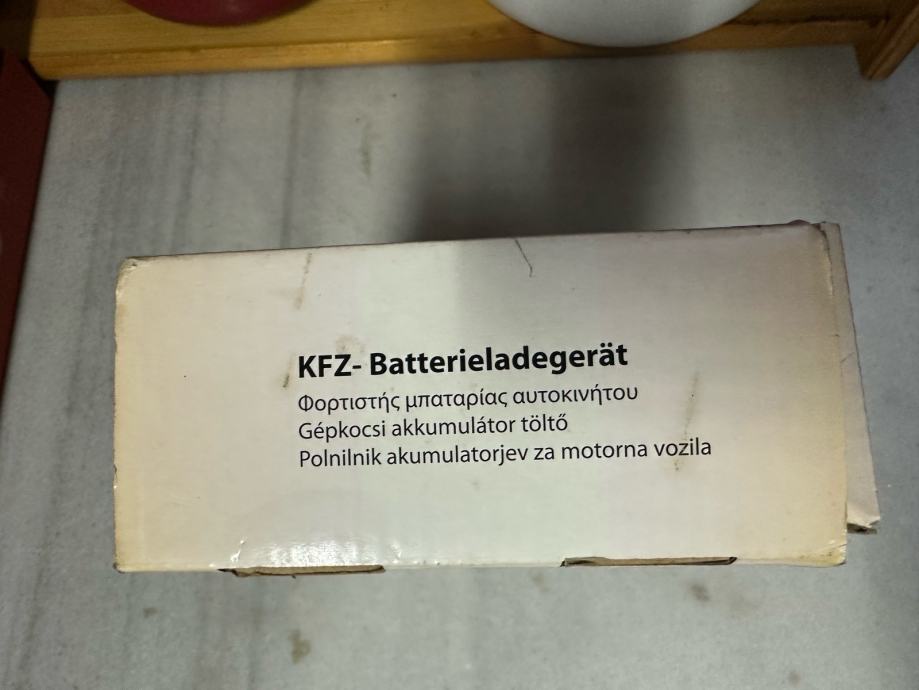 KFZ- Batterieladegerät
Φορτιστής μπαταρίας αυτοκινήτου
Gépkocsi akkumulátor töltő
Polnilnik akumulatorjev za motorna vozila